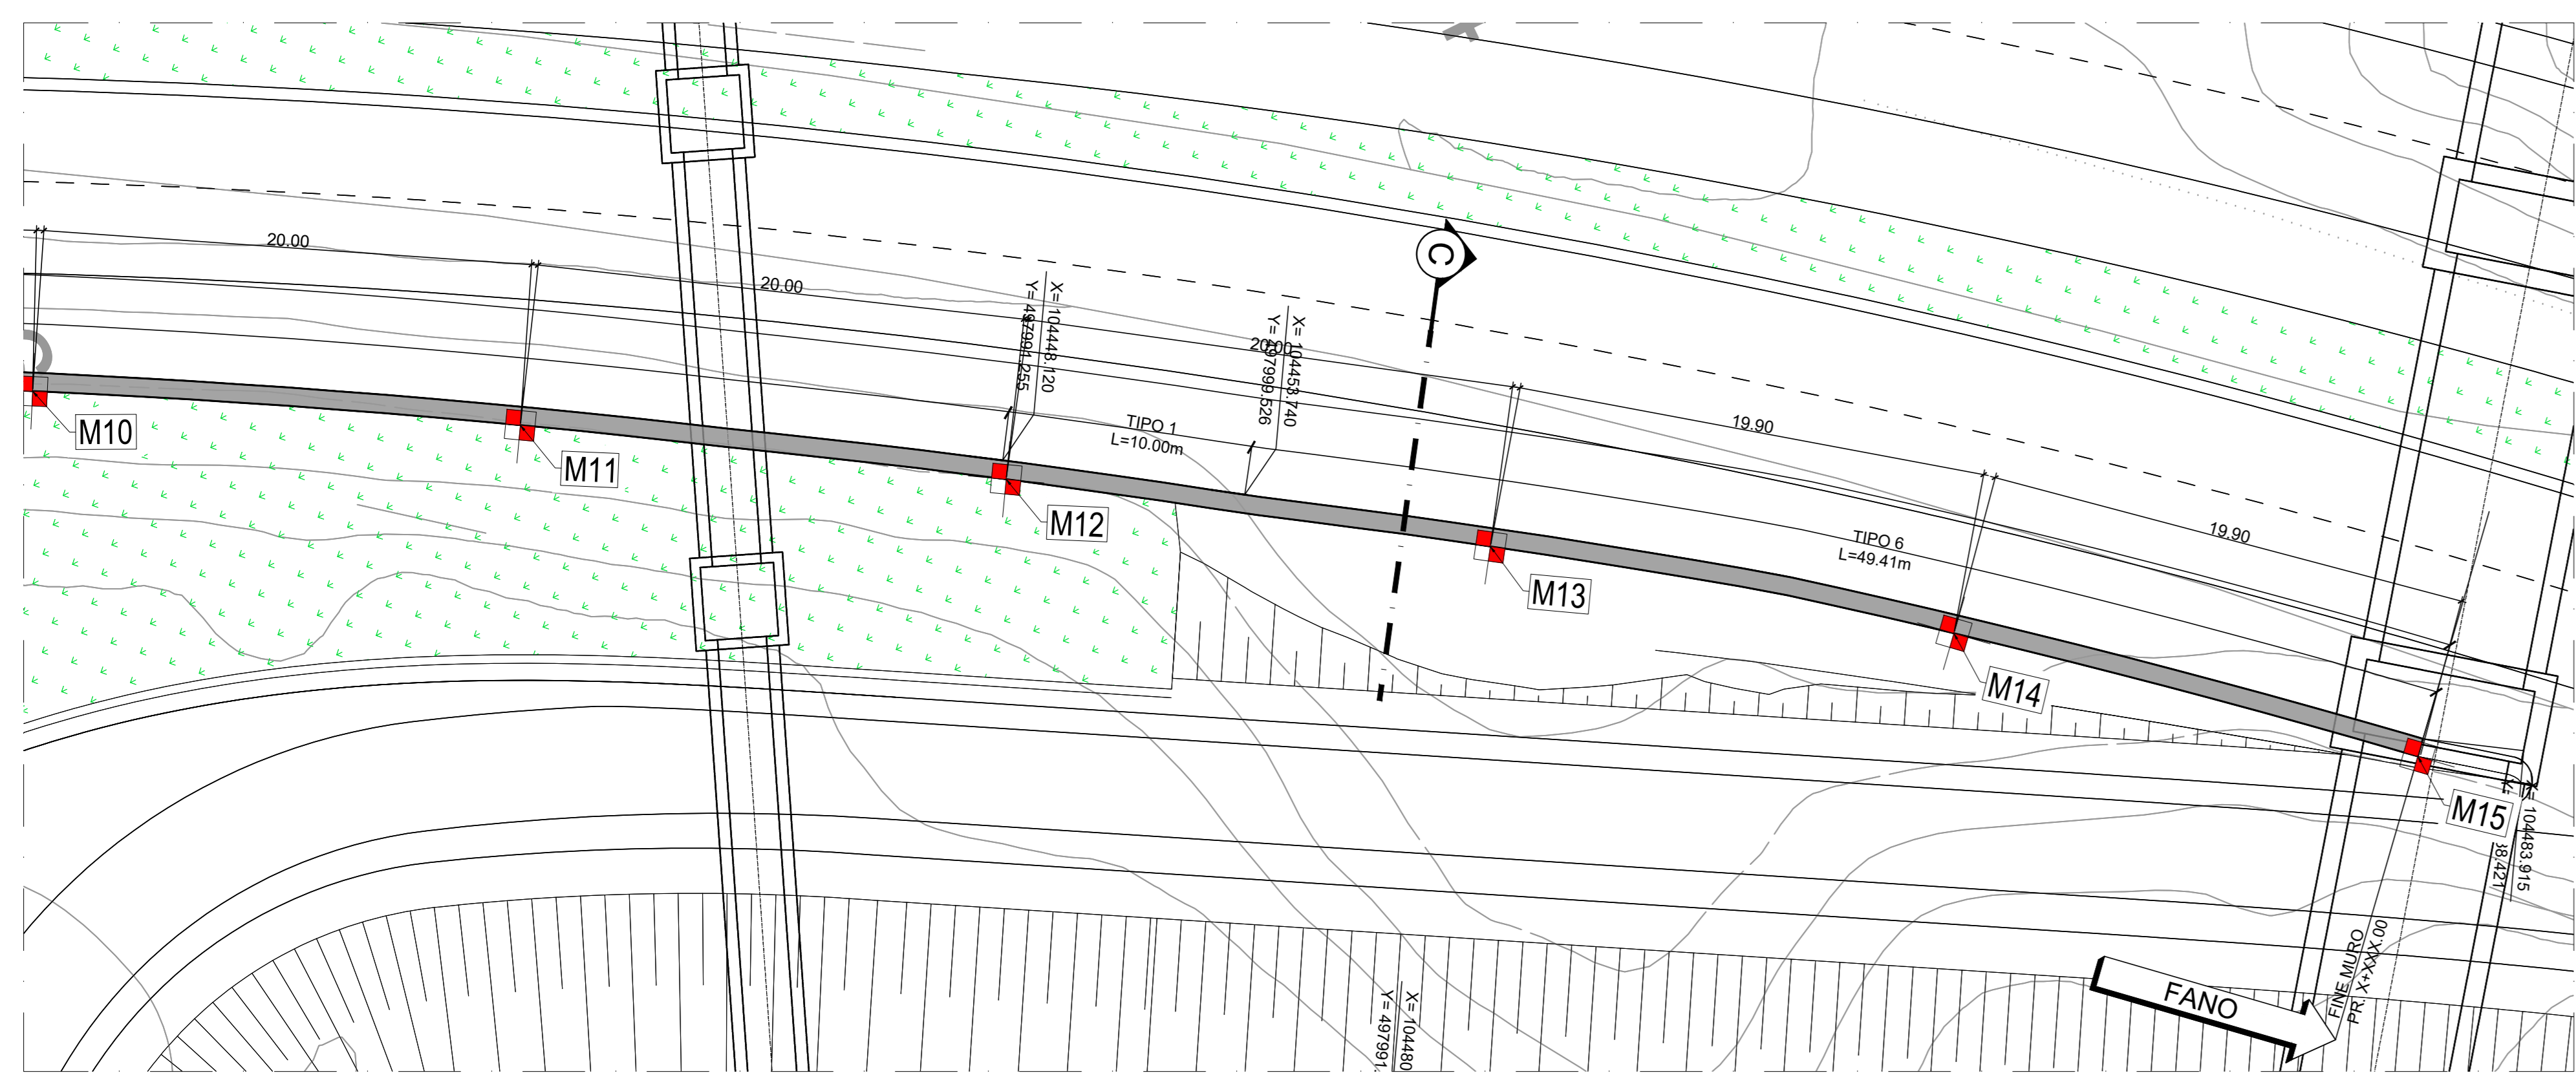 20.00
20.00
X= 104448.120
Y= 497991.255
20.00
X= 104453.740
Y= 497999.526
C
TIPO 1
L=10.00m
19.90
TIPO 6
L=49.41m
19.90
M10
M11
M12
M13
M14
M15
104483.915
8.421
FINE MURO
PR. X+XXX.00
FANO
X= 104480
Y= 497991.